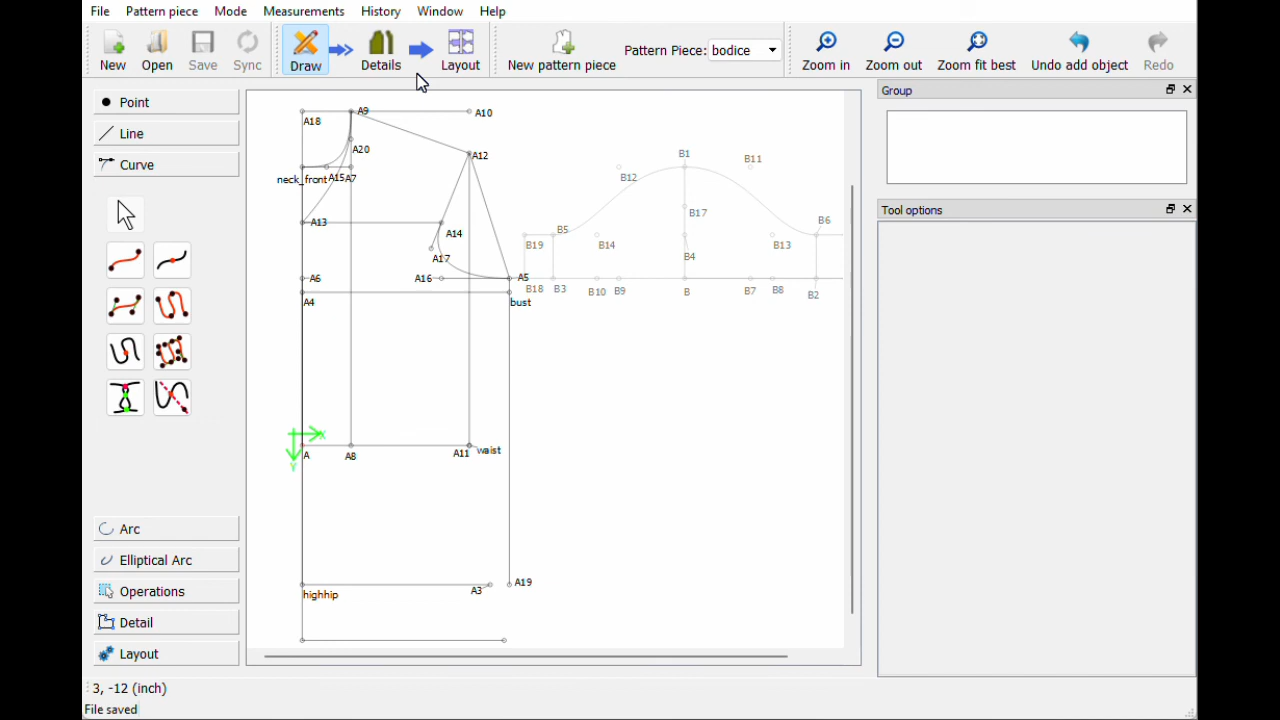 File Pattern piece Mode Measurements History Window Help
New Open Save Sync Draw Details Layout New pattern piece Pattern Piece: bodice Zoom in Zoom out Zoom fit best Undo add object Redo
Point
Line
Curve
Arc
Elliptical Arc
Operations
Detail
Layout
A18 A9 A10
A20 A12
neck_front A15 A7
A13 A14
A17
A6 A16 A5
A4 bust
X
Y
A A8 A11 waist
highhip A3 A19
B1 B11
B12
B17
B5 B6
B19 B14 B4 B13
B18 B3 B10 B9 B B7 B8 B2
Group
Tool options
3, -12 (inch)
File saved